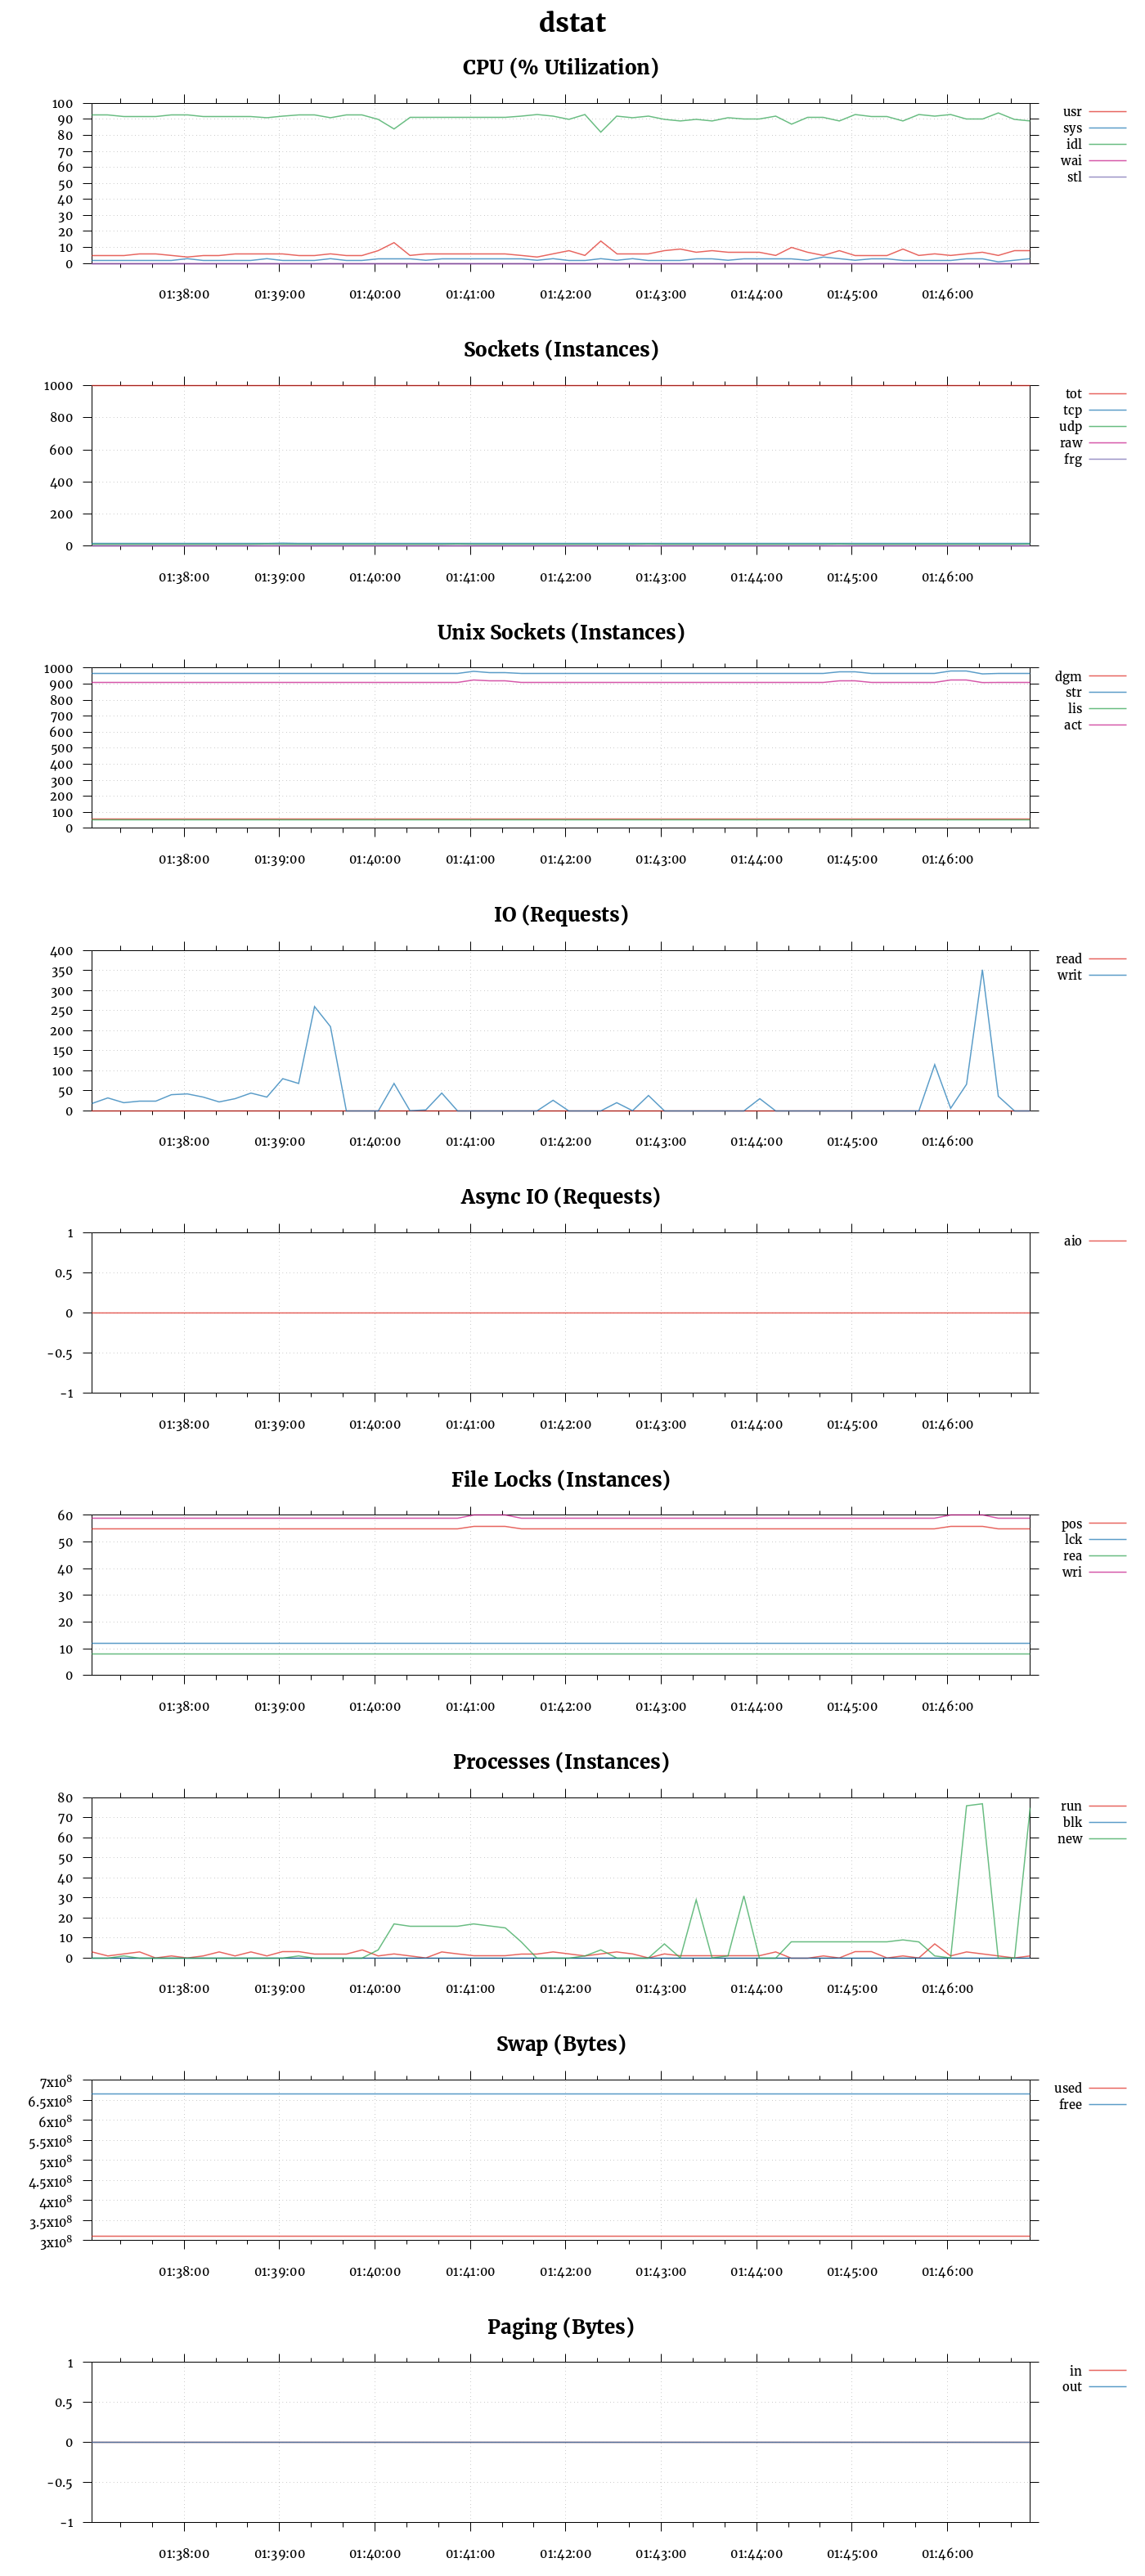 dstat
CPU (% Utilization)
100
90
80
70
60
50
40
30
20
10
0
usr
sys
idl
wai
stl
01:38:00 01:39:00 01:40:00 01:41:00 01:42:00 01:43:00 01:44:00 01:45:00 01:46:00
Sockets (Instances)
1000
800
600
400
200
0
tot
tcp
udp
raw
frg
01:38:00 01:39:00 01:40:00 01:41:00 01:42:00 01:43:00 01:44:00 01:45:00 01:46:00
Unix Sockets (Instances)
1000
900
800
700
600
500
400
300
200
100
0
dgm
str
lis
act
01:38:00 01:39:00 01:40:00 01:41:00 01:42:00 01:43:00 01:44:00 01:45:00 01:46:00
IO (Requests)
400
350
300
250
200
150
100
50
0
read
writ
01:38:00 01:39:00 01:40:00 01:41:00 01:42:00 01:43:00 01:44:00 01:45:00 01:46:00
Async IO (Requests)
1
0.5
0
-0.5
-1
aio
01:38:00 01:39:00 01:40:00 01:41:00 01:42:00 01:43:00 01:44:00 01:45:00 01:46:00
File Locks (Instances)
60
50
40
30
20
10
0
pos
lck
rea
wri
01:38:00 01:39:00 01:40:00 01:41:00 01:42:00 01:43:00 01:44:00 01:45:00 01:46:00
Processes (Instances)
80
70
60
50
40
30
20
10
0
run
blk
new
01:38:00 01:39:00 01:40:00 01:41:00 01:42:00 01:43:00 01:44:00 01:45:00 01:46:00
Swap (Bytes)
7x10⁸
6.5x10⁸
6x10⁸
5.5x10⁸
5x10⁸
4.5x10⁸
4x10⁸
3.5x10⁸
3x10⁸
used
free
01:38:00 01:39:00 01:40:00 01:41:00 01:42:00 01:43:00 01:44:00 01:45:00 01:46:00
Paging (Bytes)
1
0.5
0
-0.5
-1
in
out
01:38:00 01:39:00 01:40:00 01:41:00 01:42:00 01:43:00 01:44:00 01:45:00 01:46:00